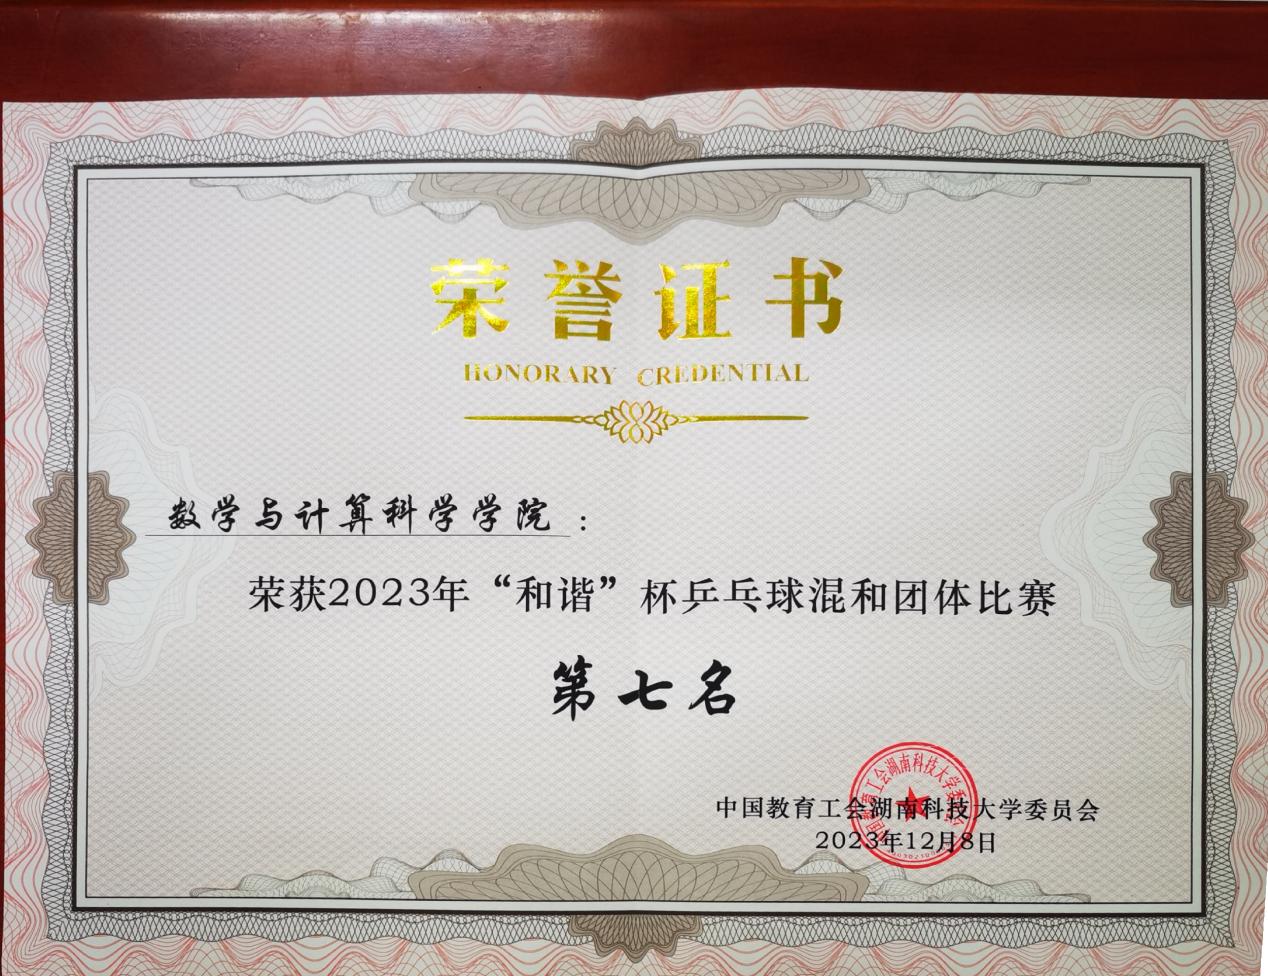 荣誉证书
HONORARY CREDENTIAL
数学与计算科学学院：
荣获2023年“和谐”杯乒乓球混和团体比赛
第七名
中国教育工会湖南科技大学委员会
2023年12月8日